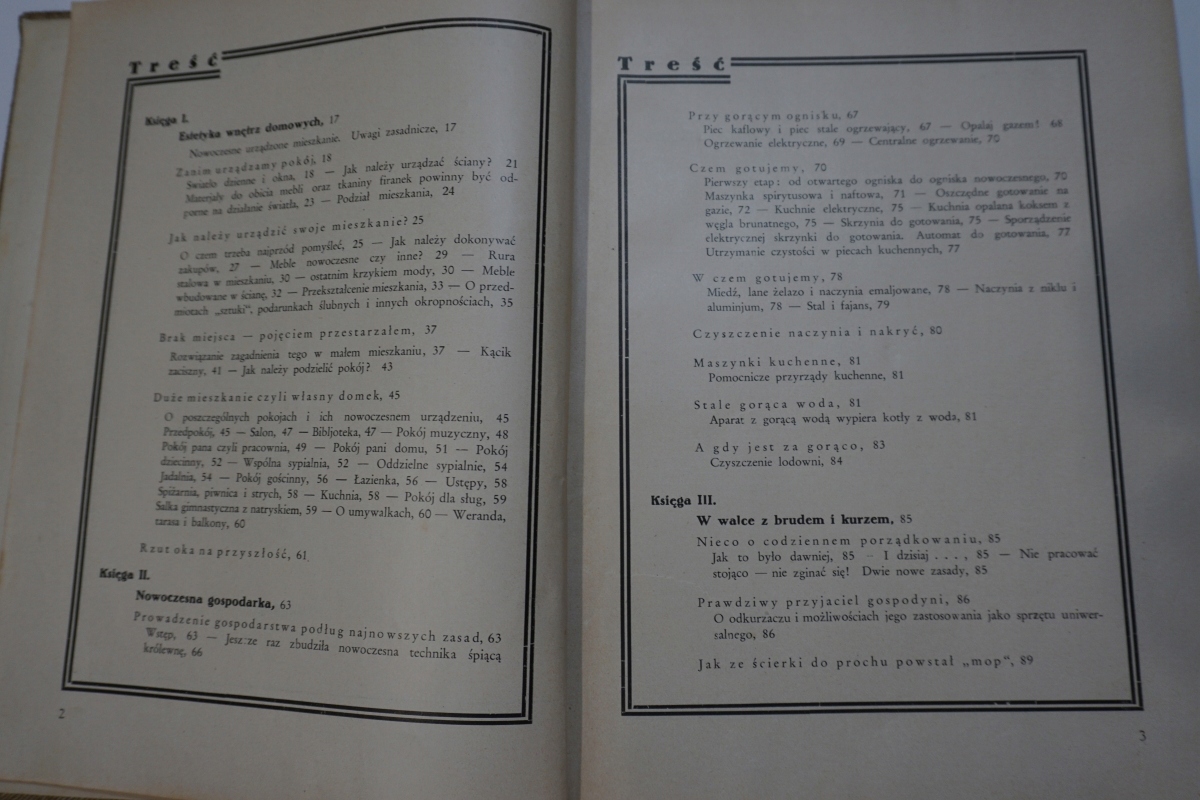 Treść
Księga I.
Estetyka wnętrz domowych, 17
Nowocześne urządzone mieszkanie. Uwagi zasadnicze, 17
Zanim urządzamy pokój, 18
Światło dzienne i okna, 18 — Jak należy urządzać ściany? 21
Materjały do obicia mebli oraz tkaniny firanek powinny być od-
porne na działanie światła, 23 — Podział mieszkania, 24
Jak należy urządzić swoje mieszkanie? 25
O czem trzeba najprzód pomyśleć, 25 — Jak należy dokonywać
zakupów, 27 — Meble nowoczesne czy inne? 29 — Rura
stalowa w mieszkaniu, 30 — ostatnim krzykiem mody, 30 — Meble
wbudowane w ścianę, 32 — Przekształcenie mieszkania, 33 — O przed-
miotach „sztuki", podarunkach ślubnych i innych okropnościach, 35
Brak miejsca — pojęciem przestarzałem, 37
Rozwiązanie zagadnienia tego w małem mieszkaniu, 37 — Kącik
zaciszny, 41 — Jak należy podzielić pokój? 43
Duże mieszkanie czyli własny domek, 45
O poszczególnych pokojach i ich nowoczesnem urządzeniu, 45
Przedpokój, 45 — Salon, 47 — Bibljoteka, 47 — Pokój muzyczny, 48
Pokój pana czyli pracownia, 49 — Pokój pani domu, 51 — Pokój
dziecinny, 52 — Wspólna sypialnia, 52 — Oddzielne sypialnie, 54
Jadalnia, 54 — Pokój gościnny, 56 — Łazienka, 56 — Ustępy, 58
Spiżarnia, piwnica i strych, 58 — Kuchnia, 58 — Pokój dla sług, 59
Salka gimnastyczna z natryskiem, 59 — O umywalkach, 60 — Weranda,
tarasa i balkony, 60
Rzut oka na przyszłość, 61
Księga II.
Nowoczesna gospodarka, 63
Prowadzenie gospodarstwa podług najnowszych zasad, 63
Wstęp, 63 — Jeszcze raz zbudziła nowoczesna technika śpiącą
królewnę, 66
2
Treść
Przy gorącym ognisku, 67
Piec kaflowy i piec stale ogrzewający, 67 — Opalaj gazem! 68
Ogrzewanie elektryczne, 69 — Centralne ogrzewanie, 70
Czem gotujemy, 70
Pierwszy etap: od otwartego ogniska do ogniska nowoczesnego, 70
Maszynka spirytusowa i naftowa, 71 — Oszczędne gotowanie na
gazie, 72 — Kuchnie elektryczne, 75 — Kuchnia opalana koksem z
węgla brunatnego, 75 — Skrzynia do gotowania, 75 — Sporządzenie
elektrycznej skrzynki do gotowania. Automat do gotowania, 77
Utrzymanie czystości w piecach kuchennych, 77
W czem gotujemy, 78
Miedź, lane żelazo i naczynia emaljowane, 78 — Naczynia z niklu i
aluminjum, 78 — Stal i fajans, 79
Czyszczenie naczynia i nakryć, 80
Maszynki kuchenne, 81
Pomocnicze przyrządy kuchenne, 81
Stale gorąca woda, 81
Aparat z gorącą wodą wypiera kotły z woda, 81
A gdy jest za gorąco, 83
Czyszczenie lodowni, 84
Księga III.
W walce z brudem i kurzem, 85
Nieco o codziennem porządkowaniu, 85
Jak to było dawniej, 85 — I dzisiaj ...., 85 — Nie pracować
stojąco — nie zginać się! Dwie nowe zasady, 85
Prawdziwy przyjaciel gospodyni, 86
O odkurzaczu i możliwościach jego zastosowania jako sprzętu uniwer-
salnego, 86
Jak ze ścierki do prochu powstał „mop", 89
3